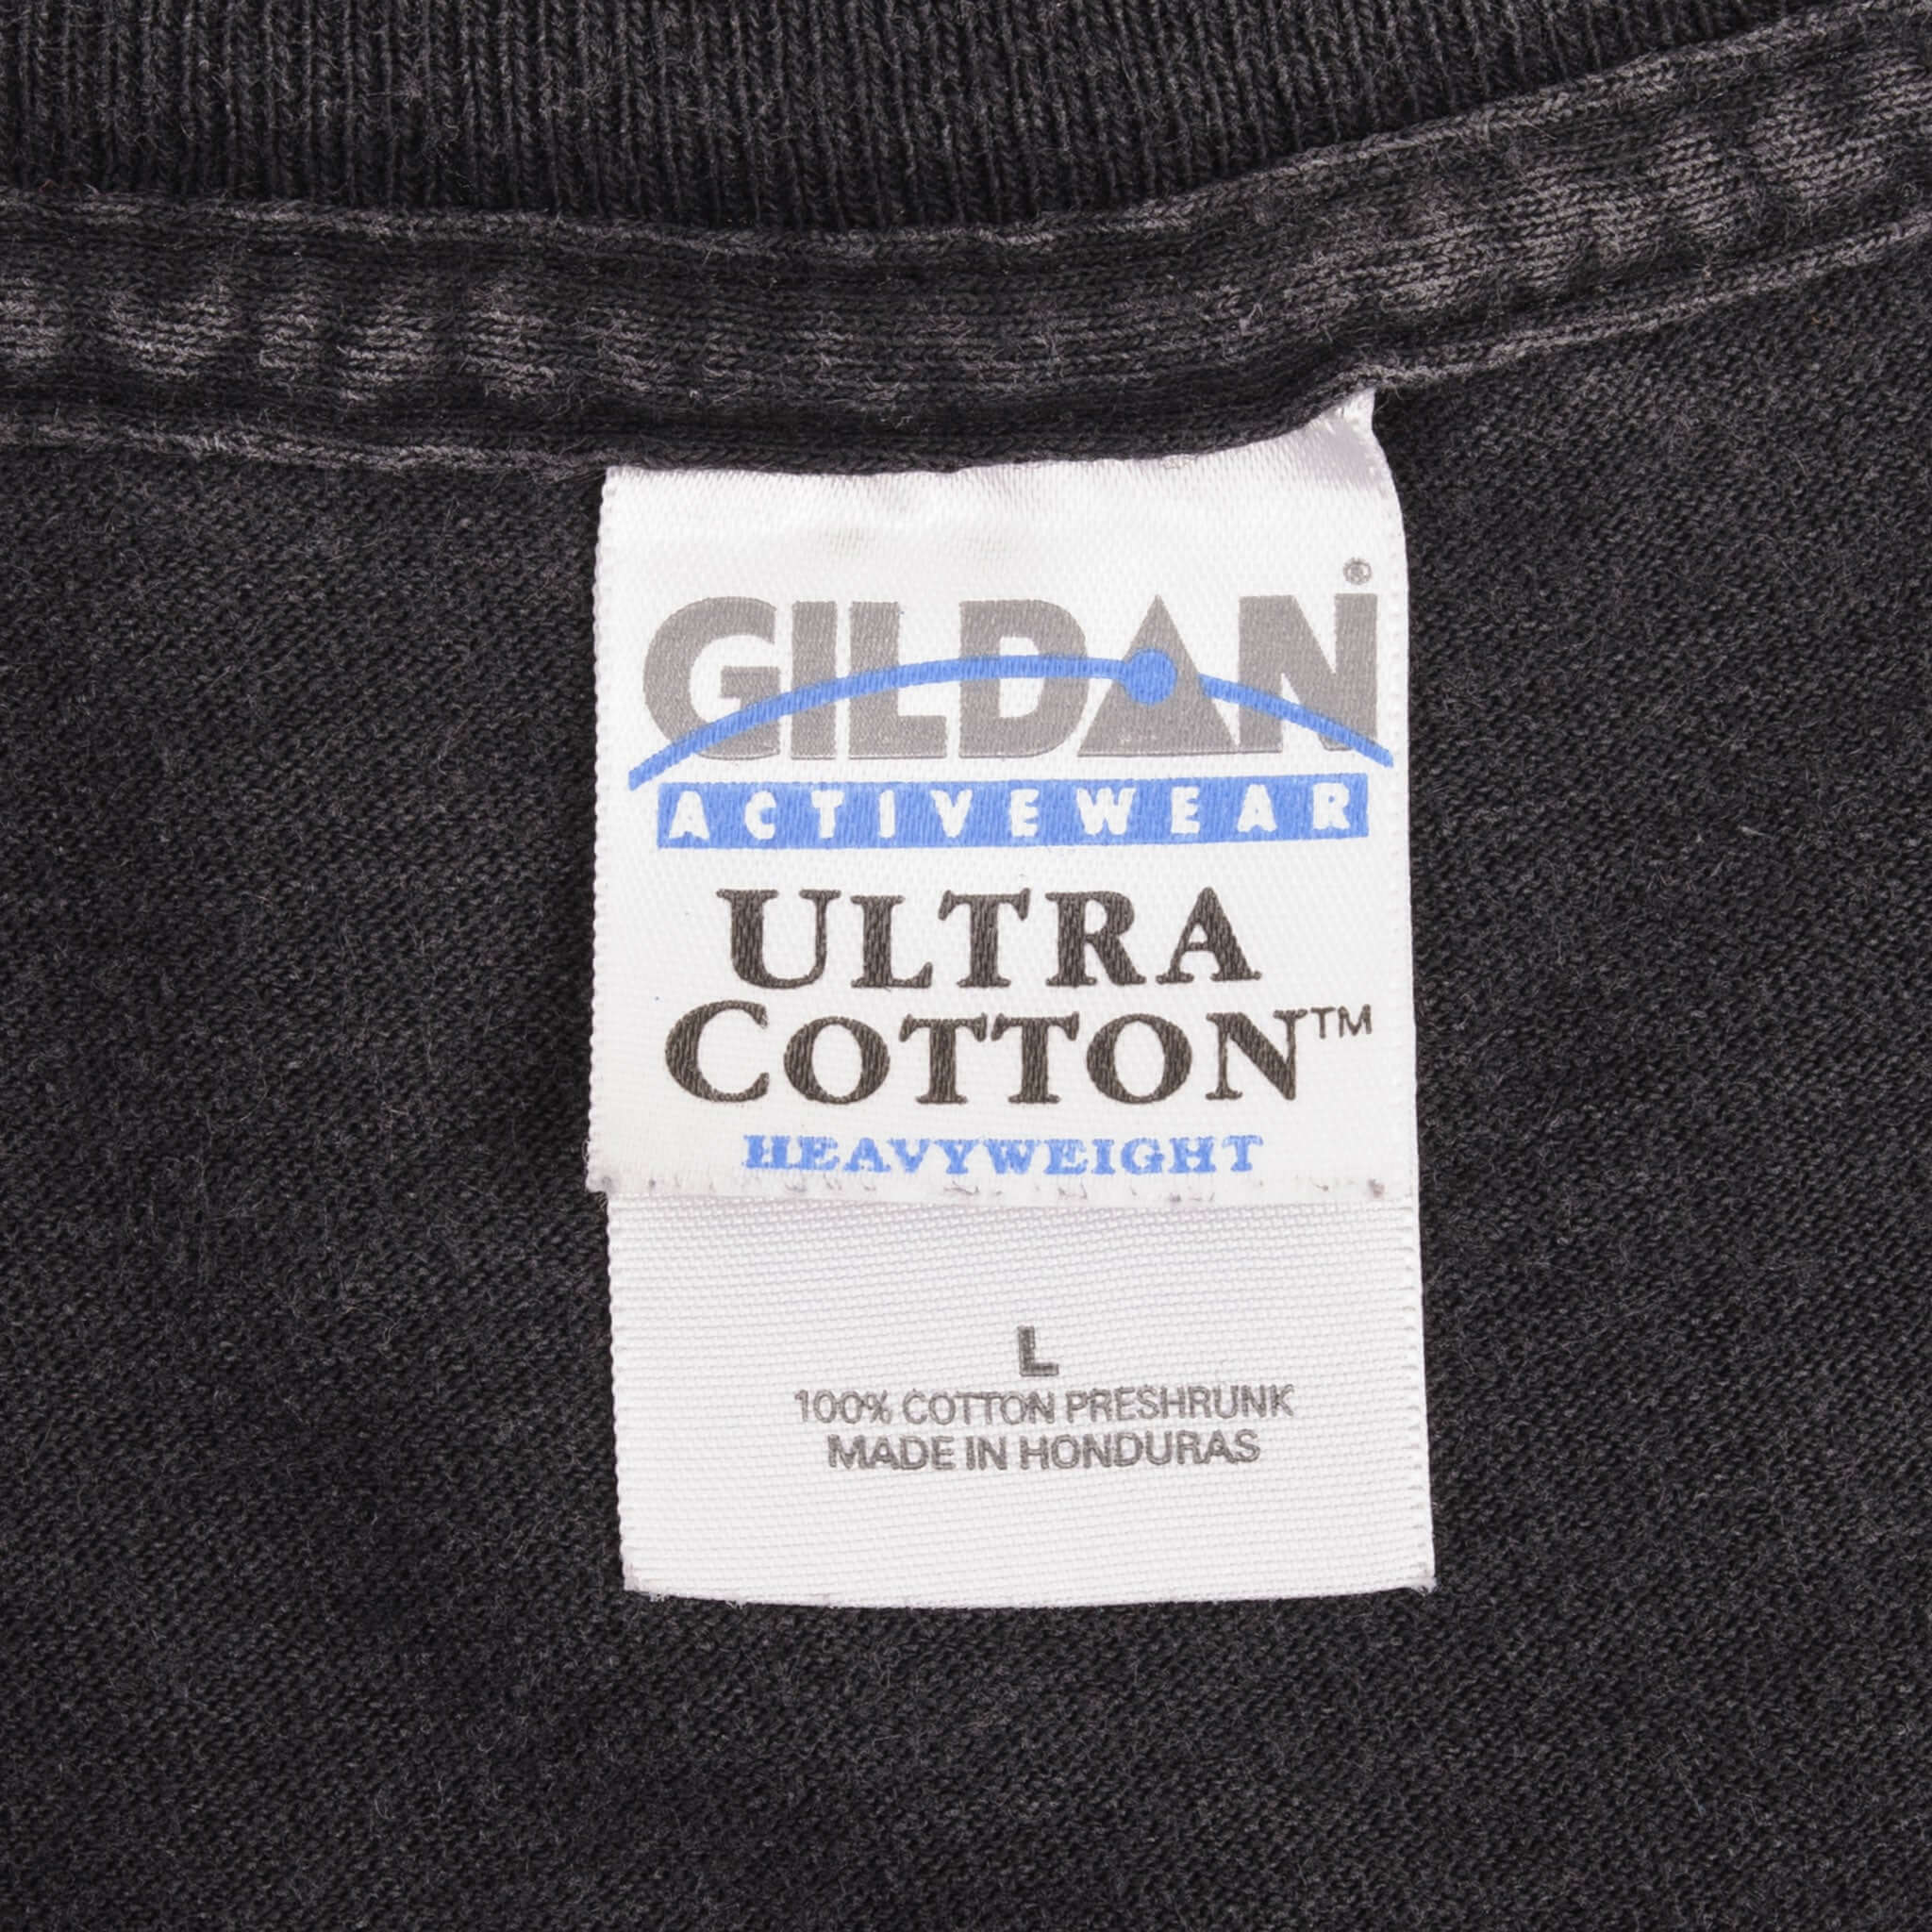 GILDAN®
ACTIVEWEAR
ULTRA
COTTON™
HEAVYWEIGHT
L
100% COTTON PRESHRUNK
MADE IN HONDURAS